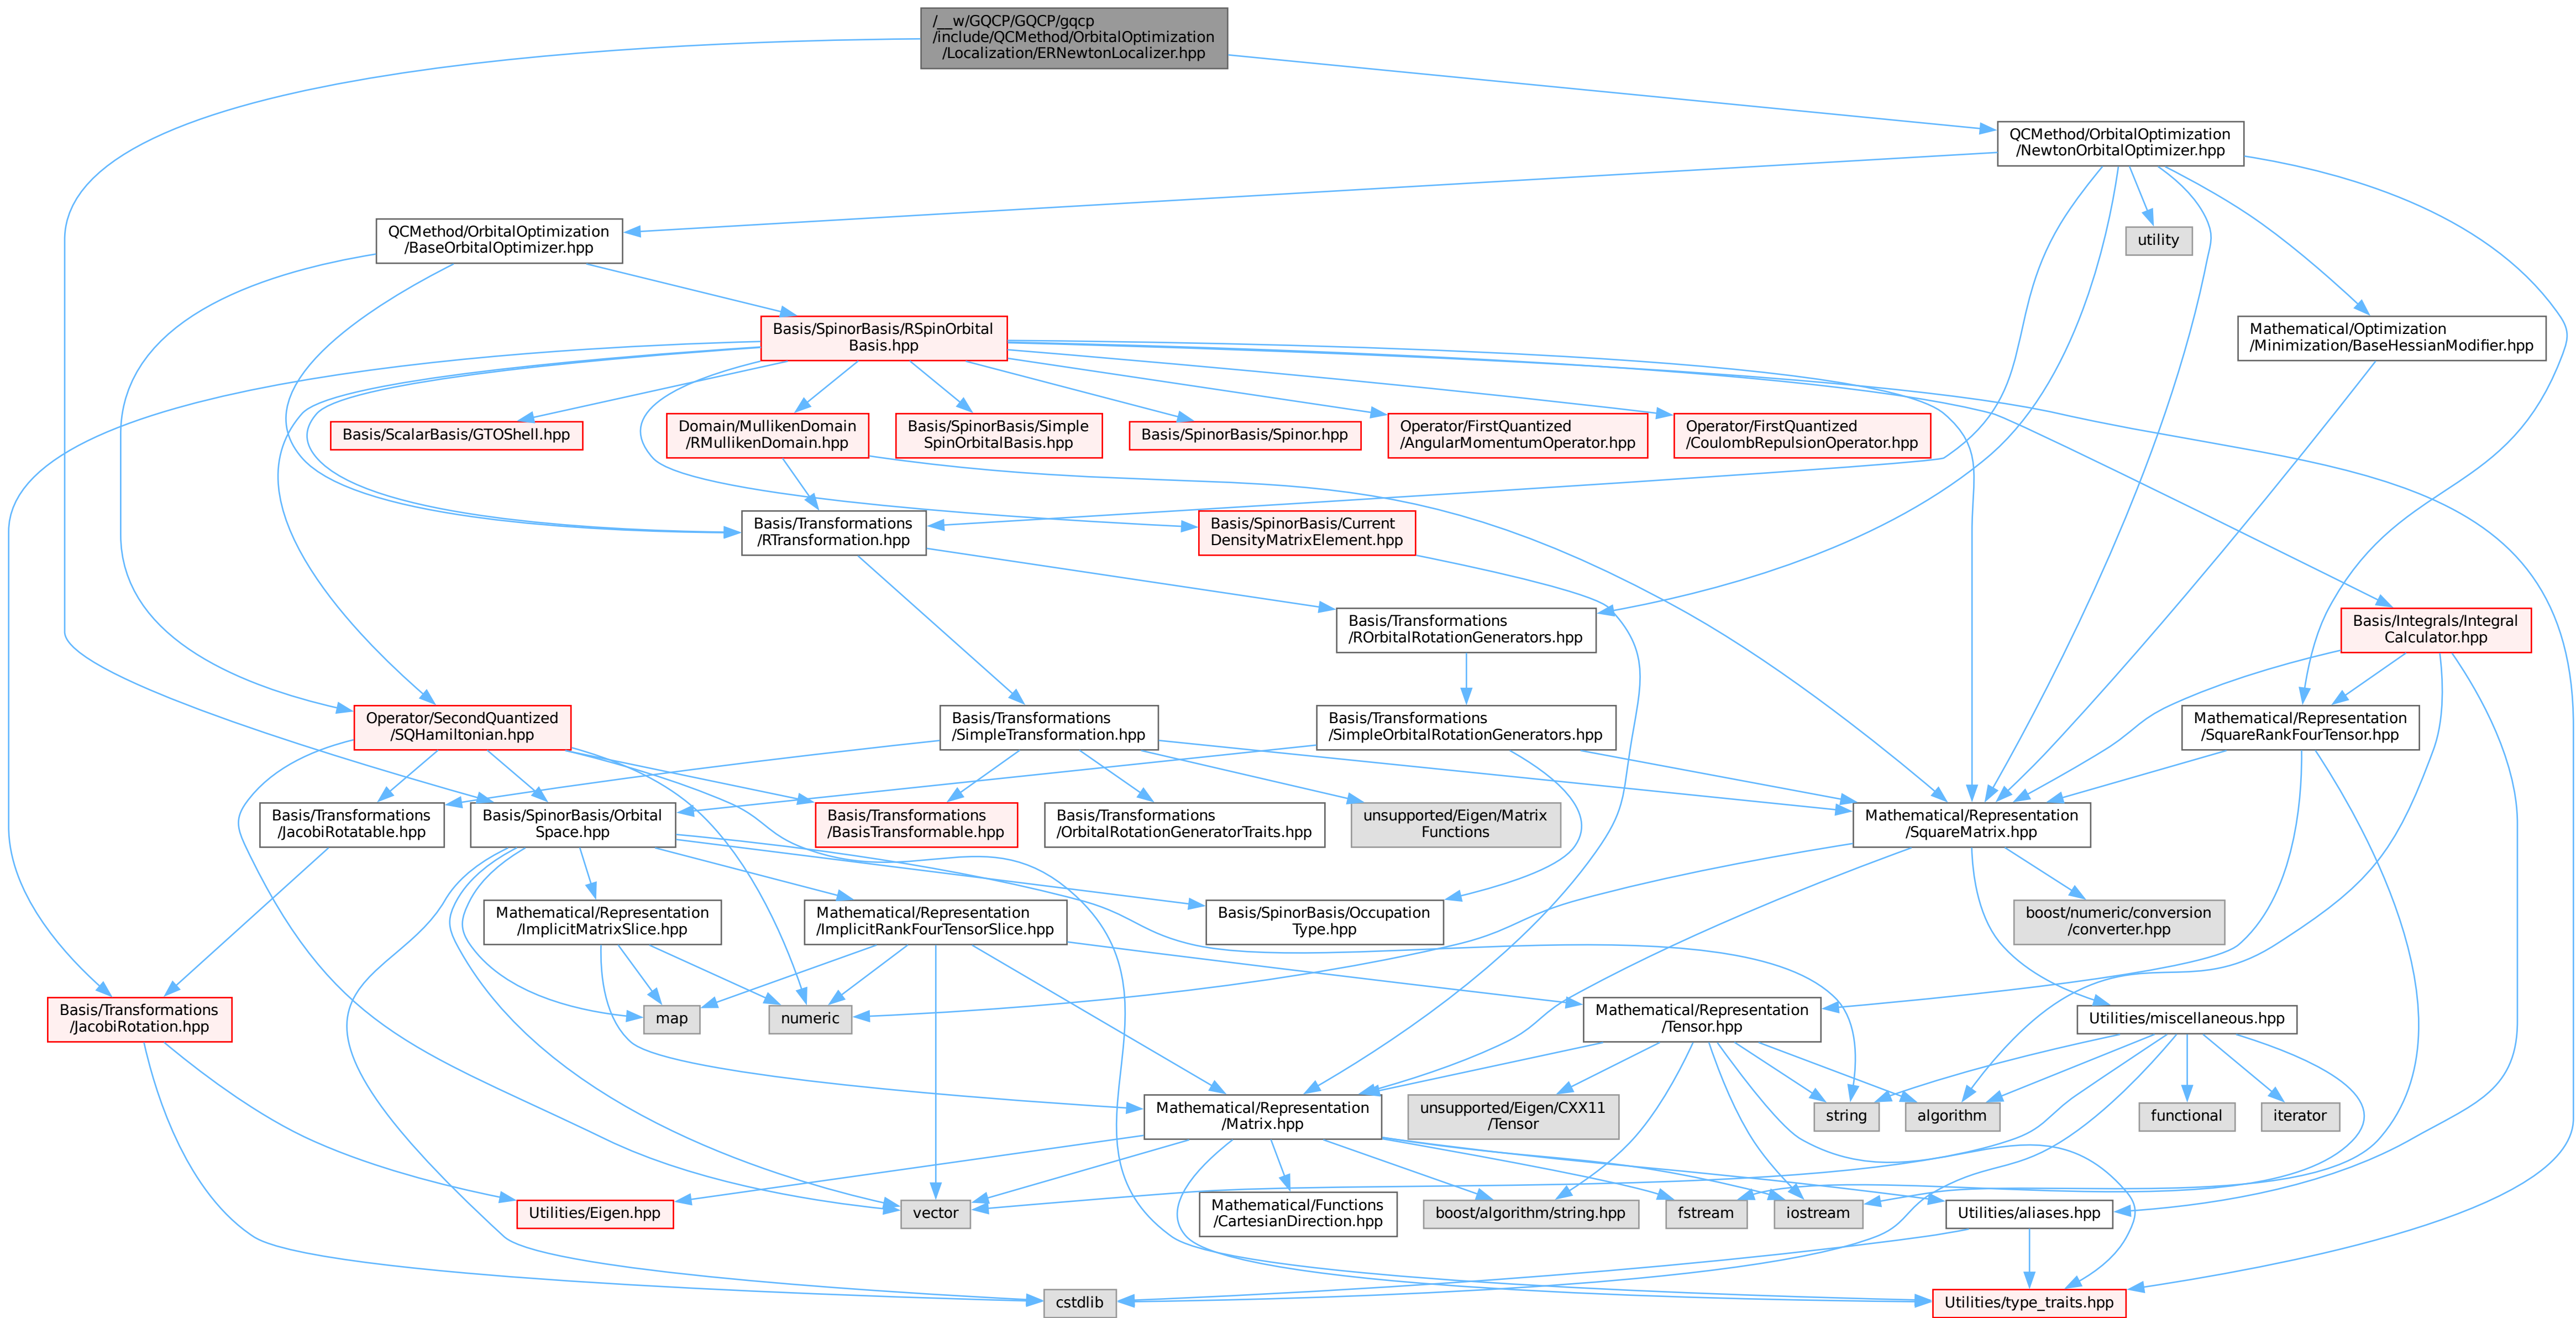 /__w/GQCP/GQCP/gqcp
/include/QCMethod/OrbitalOptimization
/Localization/ERNewtonLocalizer.hpp
QCMethod/OrbitalOptimization
/NewtonOrbitalOptimizer.hpp
QCMethod/OrbitalOptimization
/BaseOrbitalOptimizer.hpp
utility
Basis/SpinorBasis/RSpinOrbital
Basis.hpp
Mathematical/Optimization
/Minimization/BaseHessianModifier.hpp
Basis/ScalarBasis/GTOShell.hpp
Domain/MullikenDomain
/RMullikenDomain.hpp
Basis/SpinorBasis/Simple
SpinOrbitalBasis.hpp
Basis/SpinorBasis/Spinor.hpp
Operator/FirstQuantized
/AngularMomentumOperator.hpp
Operator/FirstQuantized
/CoulombRepulsionOperator.hpp
Basis/Transformations
/RTransformation.hpp
Basis/SpinorBasis/Current
DensityMatrixElement.hpp
Basis/Transformations
/ROrbitalRotationGenerators.hpp
Basis/Integrals/Integral
Calculator.hpp
Operator/SecondQuantized
/SQHamiltonian.hpp
Basis/Transformations
/SimpleTransformation.hpp
Basis/Transformations
/SimpleOrbitalRotationGenerators.hpp
Mathematical/Representation
/SquareRankFourTensor.hpp
Basis/Transformations
/JacobiRotatable.hpp
Basis/SpinorBasis/Orbital
Space.hpp
Basis/Transformations
/BasisTransformable.hpp
Basis/Transformations
/OrbitalRotationGeneratorTraits.hpp
unsupported/Eigen/Matrix
Functions
Mathematical/Representation
/SquareMatrix.hpp
Mathematical/Representation
/ImplicitMatrixSlice.hpp
Mathematical/Representation
/ImplicitRankFourTensorSlice.hpp
Basis/SpinorBasis/Occupation
Type.hpp
boost/numeric/conversion
/converter.hpp
Basis/Transformations
/JacobiRotation.hpp
map
numeric
Mathematical/Representation
/Tensor.hpp
Utilities/miscellaneous.hpp
Mathematical/Representation
/Matrix.hpp
unsupported/Eigen/CXX11
/Tensor
string
algorithm
functional
iterator
Utilities/Eigen.hpp
vector
Mathematical/Functions
/CartesianDirection.hpp
boost/algorithm/string.hpp
fstream
iostream
Utilities/aliases.hpp
cstdlib
Utilities/type_traits.hpp